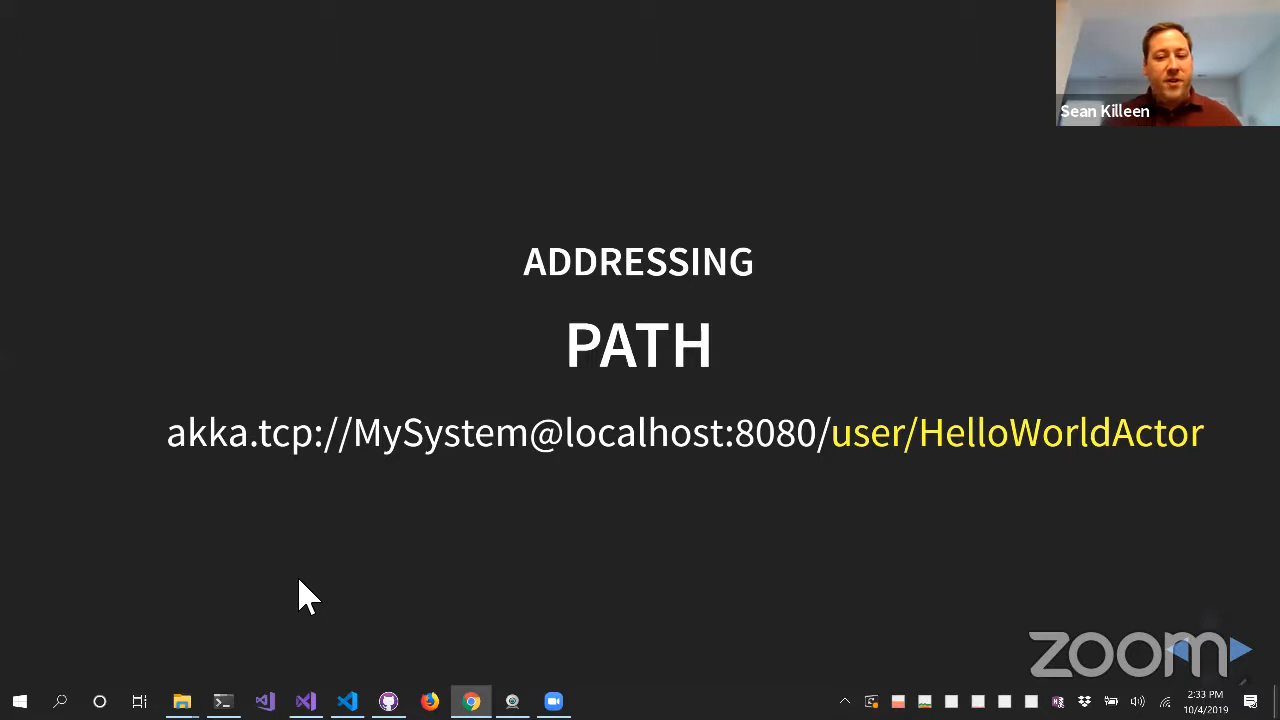 Sean Killeen
ADDRESSING
PATH
akka.tcp://MySystem@localhost:8080/user/HelloWorldActor
zoom
2:33 PM
10/4/2019